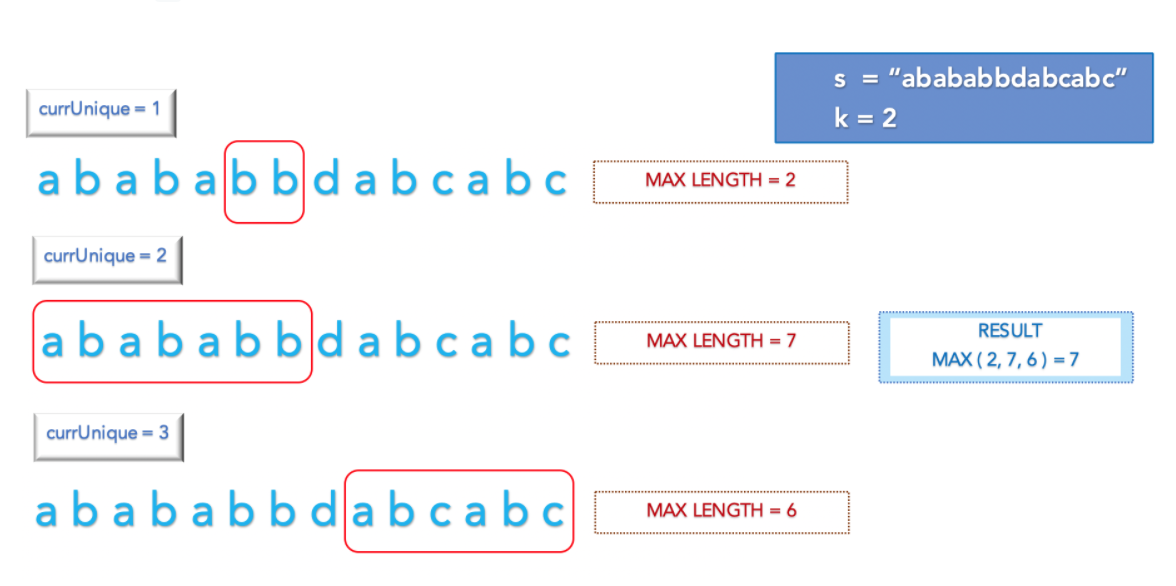 s = "abababbdabcabc"
k = 2
currUnique = 1
a b a b a b b d a b c a b c
MAX LENGTH = 2
currUnique = 2
a b a b a b b d a b c a b c
MAX LENGTH = 7
RESULT
MAX ( 2, 7, 6 ) = 7
currUnique = 3
a b a b a b b d a b c a b c
MAX LENGTH = 6